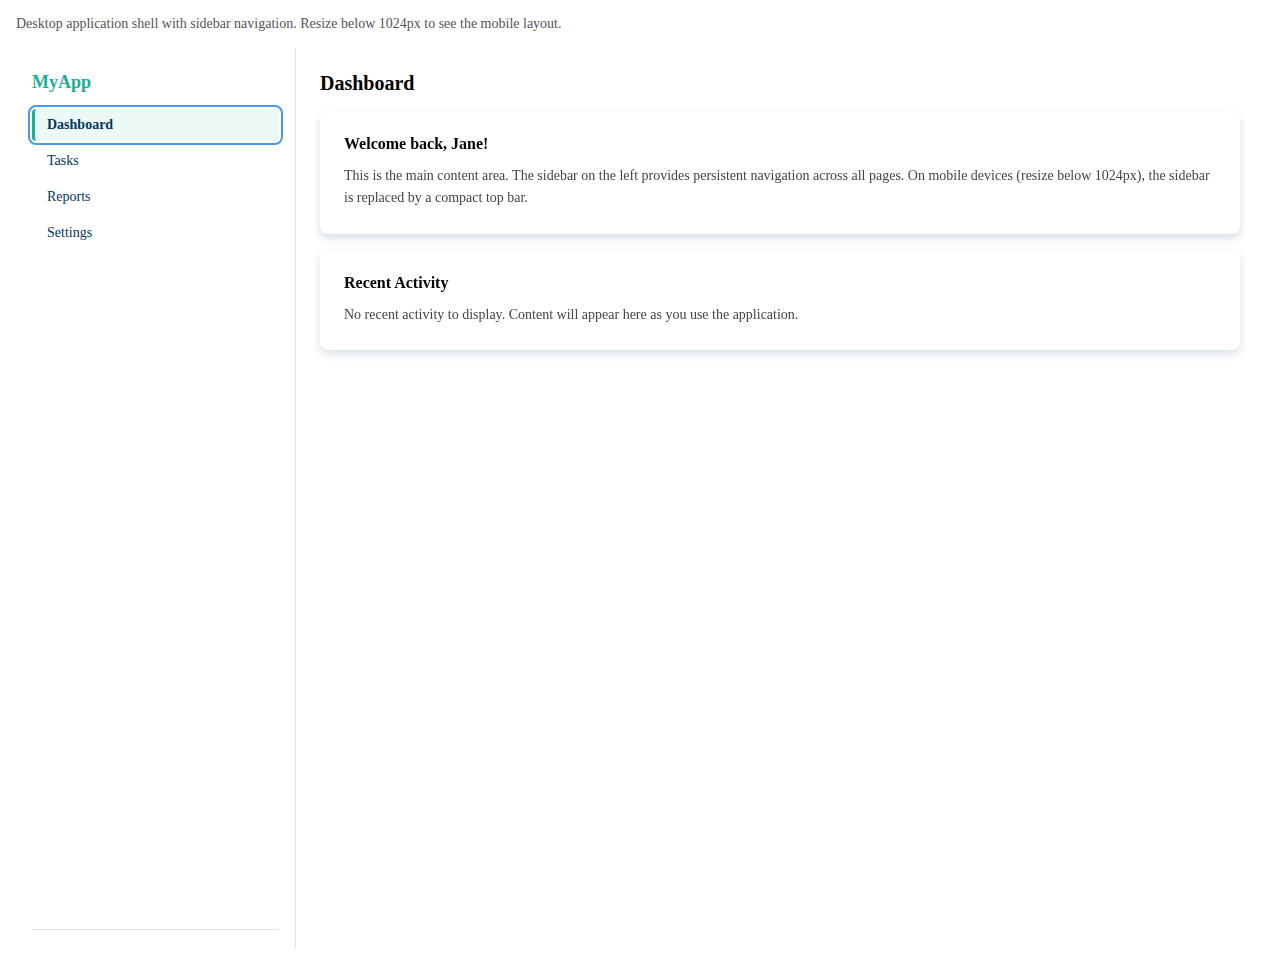 Desktop application shell with sidebar navigation. Resize below 1024px to see the mobile layout.
MyApp
Dashboard
Tasks
Reports
Settings
Dashboard
Welcome back, Jane!
This is the main content area. The sidebar on the left provides persistent navigation across all pages. On mobile devices (resize below 1024px), the sidebar
is replaced by a compact top bar.
Recent Activity
No recent activity to display. Content will appear here as you use the application.